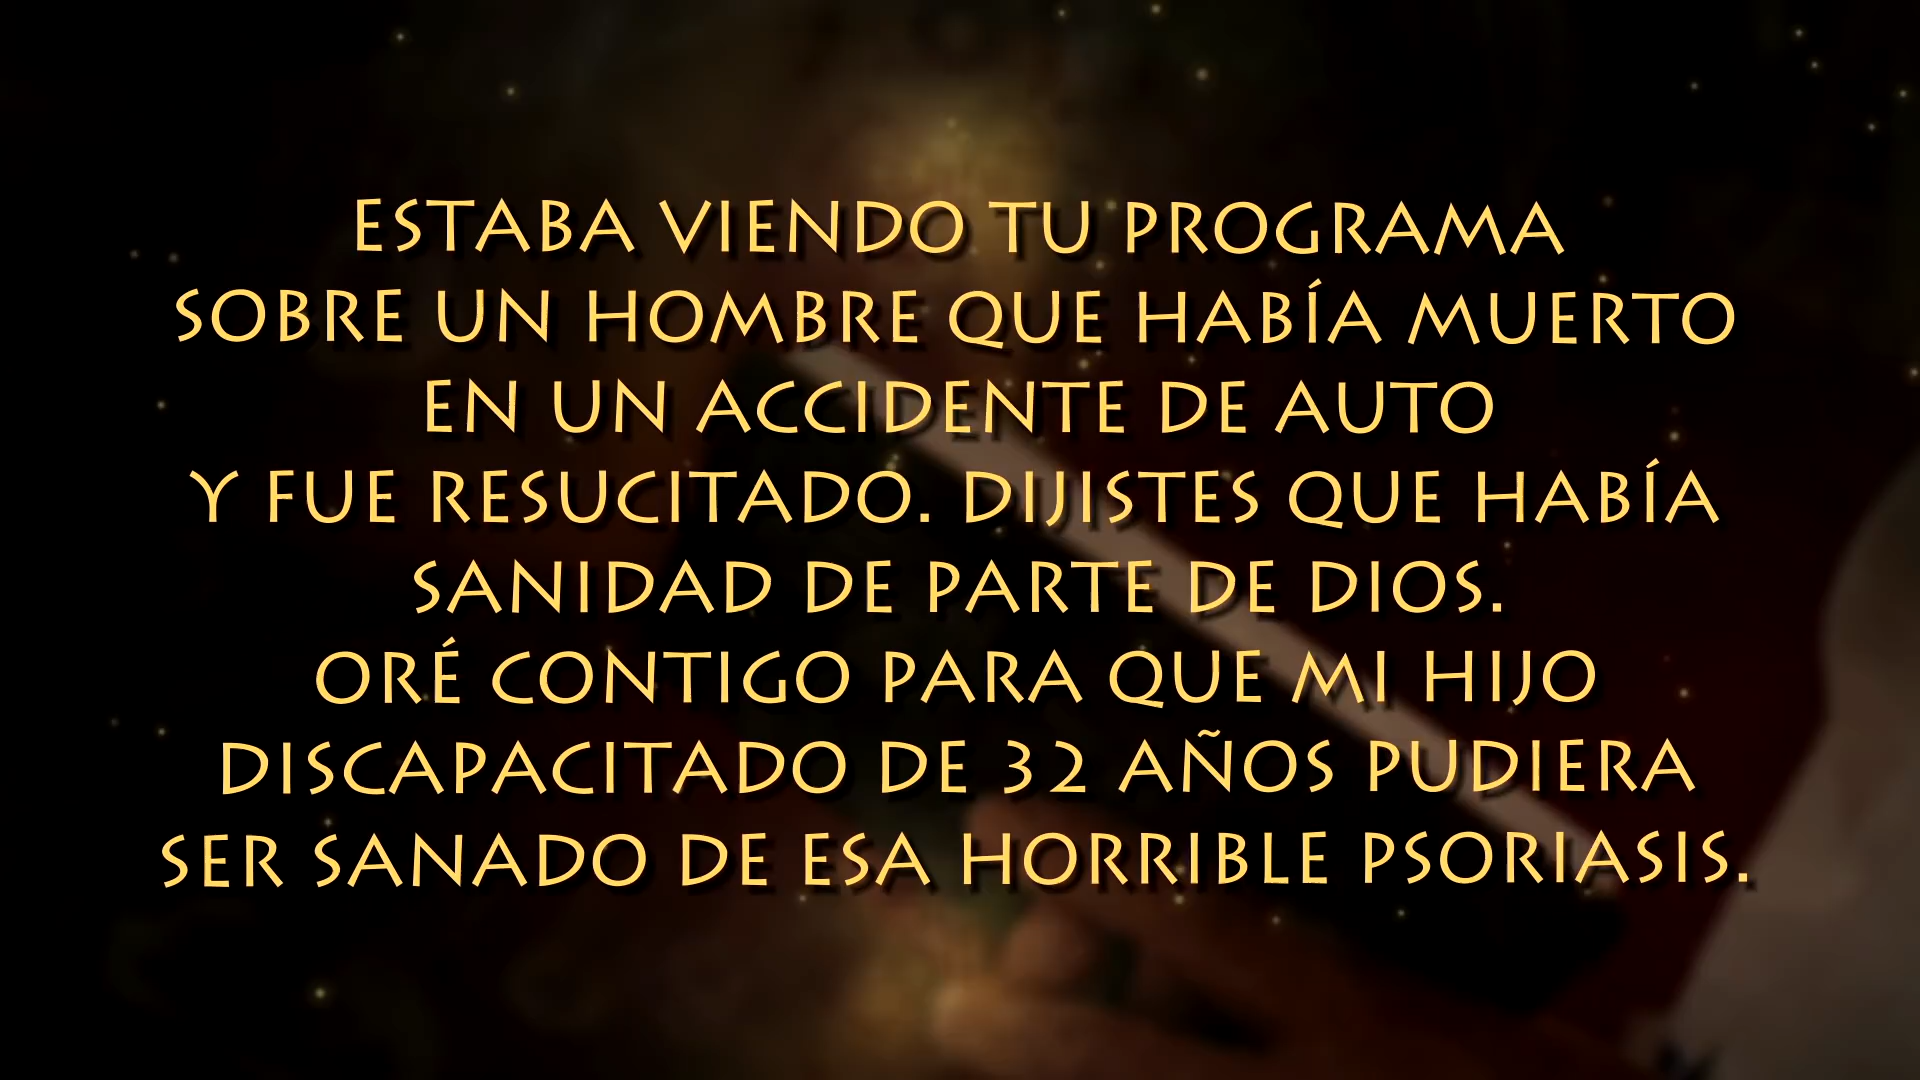 ESTABA VIENDO TU PROGRAMA
SOBRE UN HOMBRE QUE HABÍA MUERTO
EN UN ACCIDENTE DE AUTO
Y FUE RESUCITADO. DIJISTES QUE HABÍA
SANIDAD DE PARTE DE DIOS.
ORÉ CONTIGO PARA QUE MI HIJO
DISCAPACITADO DE 32 AÑOS PUDIERA
SER SANADO DE ESA HORRIBLE PSORIASIS.